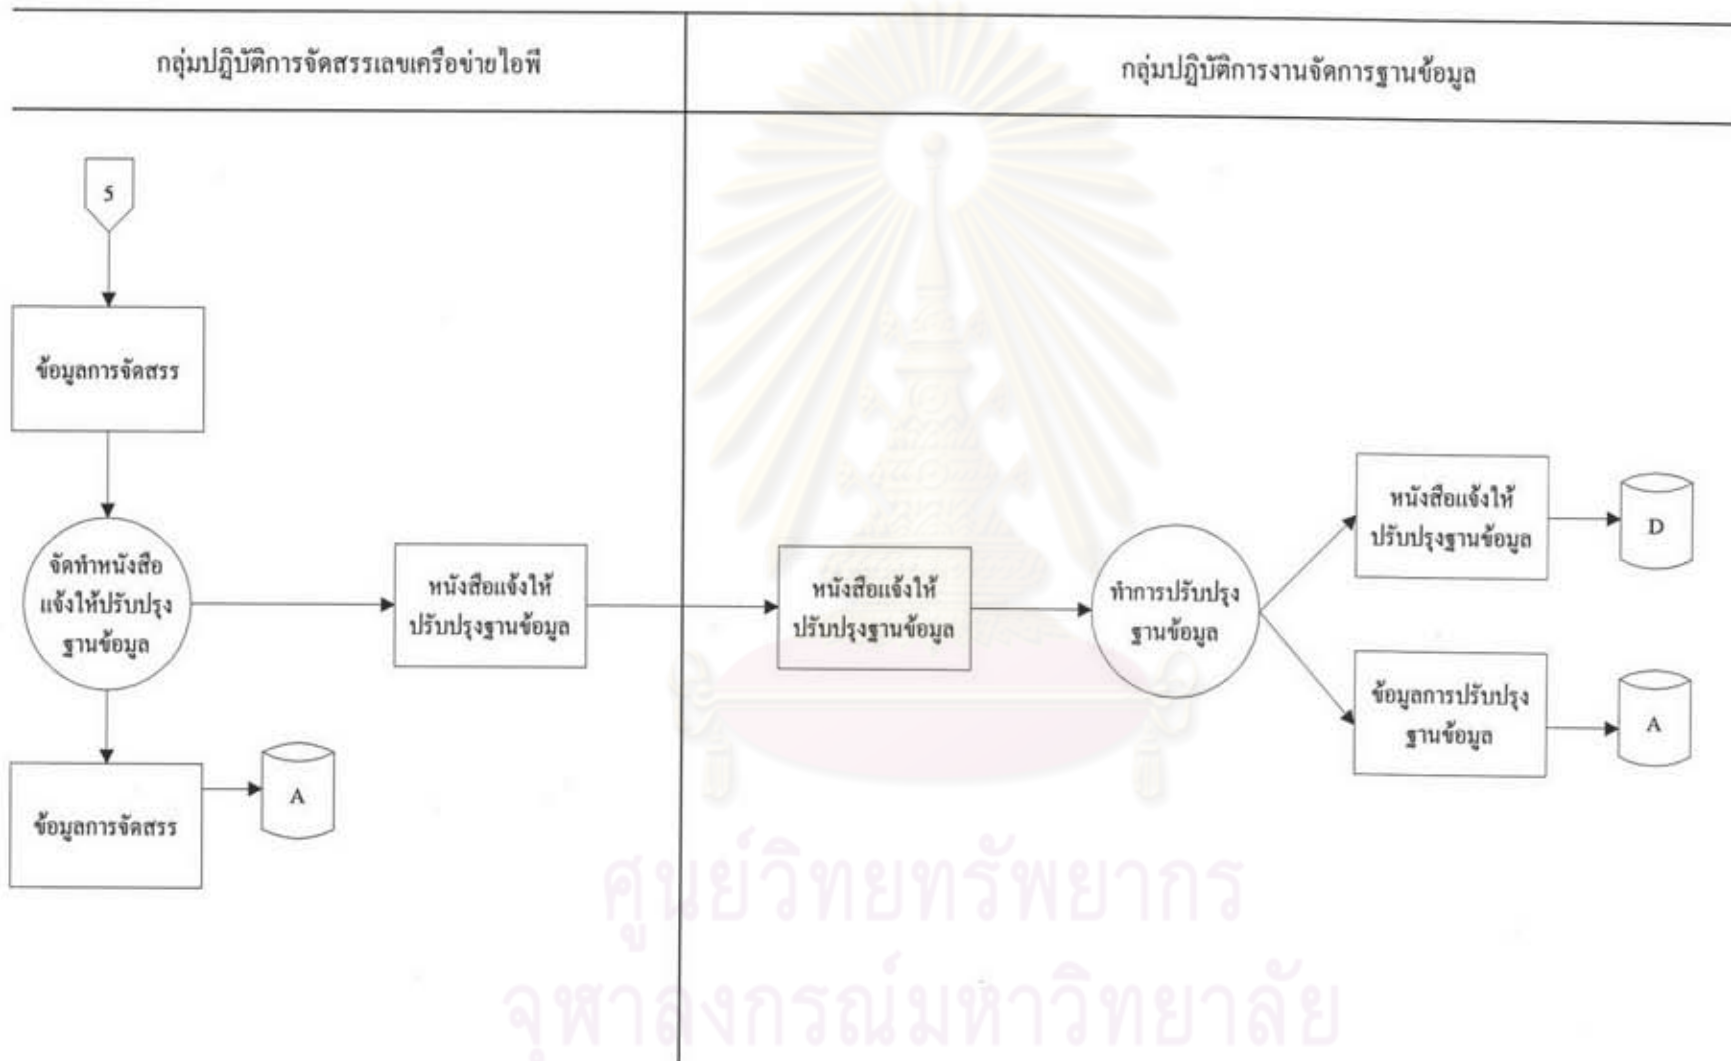 กลุ่มปฏิบัติการจัดสรรเลขเครือข่ายไอพี
กลุ่มปฏิบัติการงานจัดการฐานข้อมูล
5
ข้อมูลการจัดสรร
จัดทำหนังสือ
แจ้งให้ปรับปรุง
ฐานข้อมูล
หนังสือแจ้งให้
ปรับปรุงฐานข้อมูล
ข้อมูลการจัดสรร
A
หนังสือแจ้งให้
ปรับปรุงฐานข้อมูล
ทำการปรับปรุง
ฐานข้อมูล
หนังสือแจ้งให้
ปรับปรุงฐานข้อมูล
D
ข้อมูลการปรับปรุง
ฐานข้อมูล
A
ศูนย์วิทยทรัพยากร
จุฬาลงกรณ์มหาวิทยาลัย